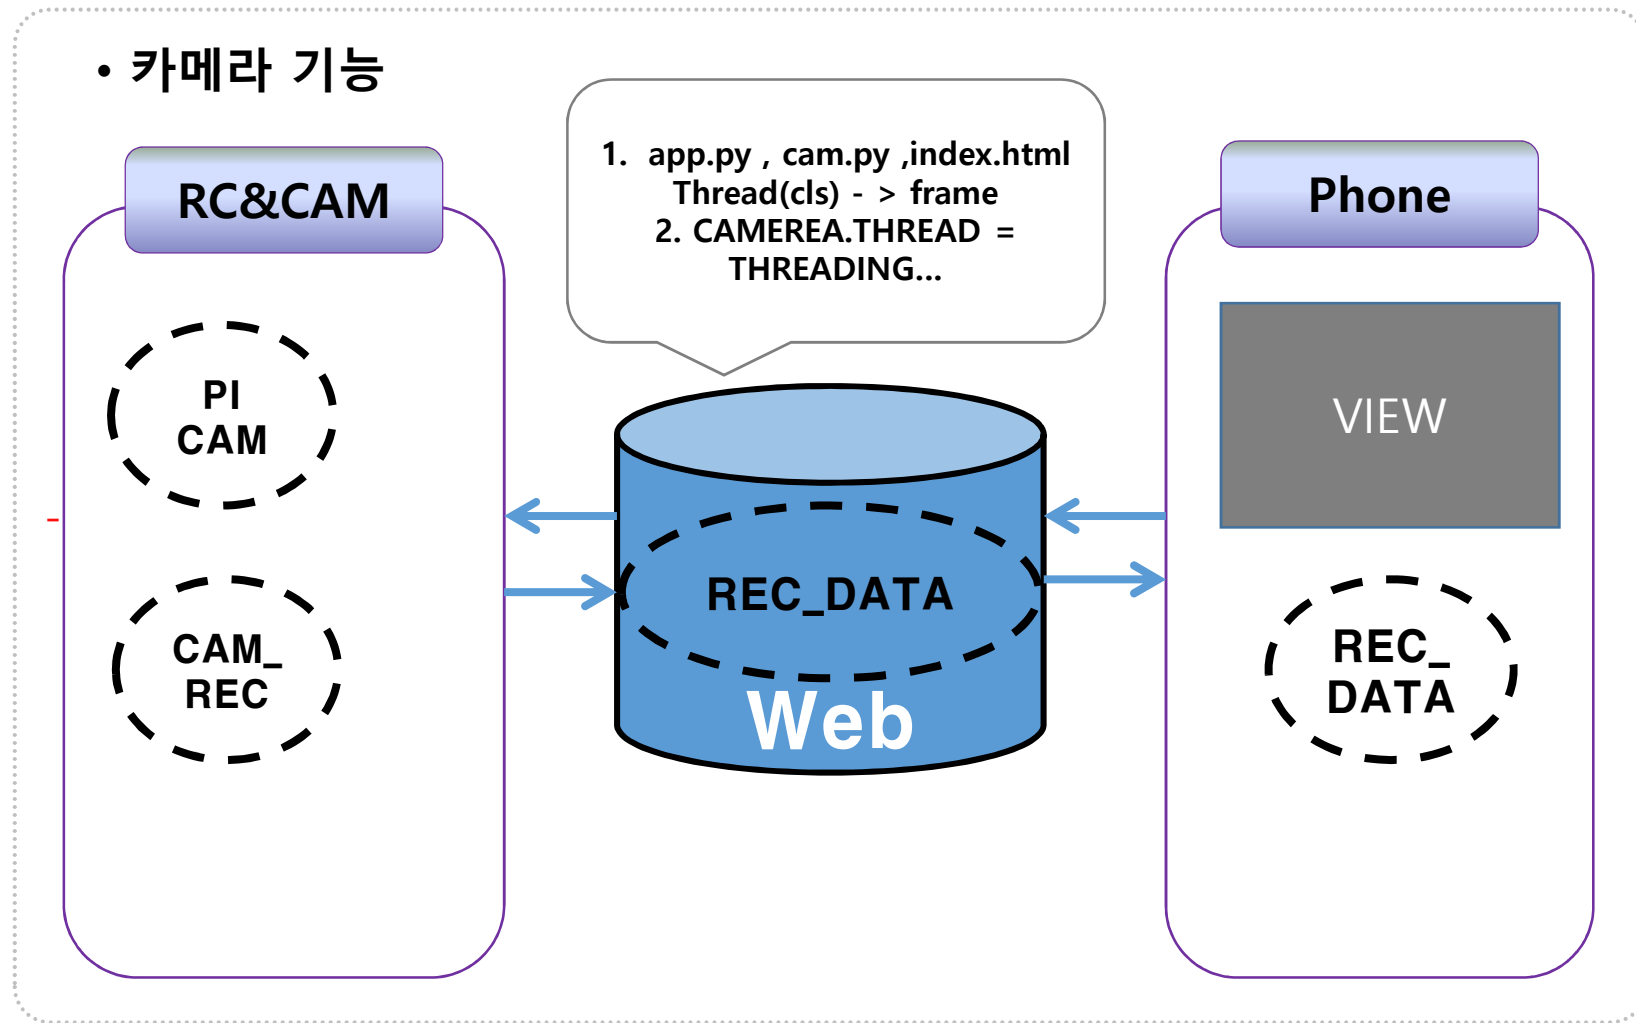 • 카메라 기능
RC&CAM
1. app.py , cam.py ,index.html
Thread(cls) - > frame
2. CAMEREA.THREAD =
THREADING...
Phone
PI
CAM
VIEW
REC_DATA
CAM_
REC
REC_
DATA
Web